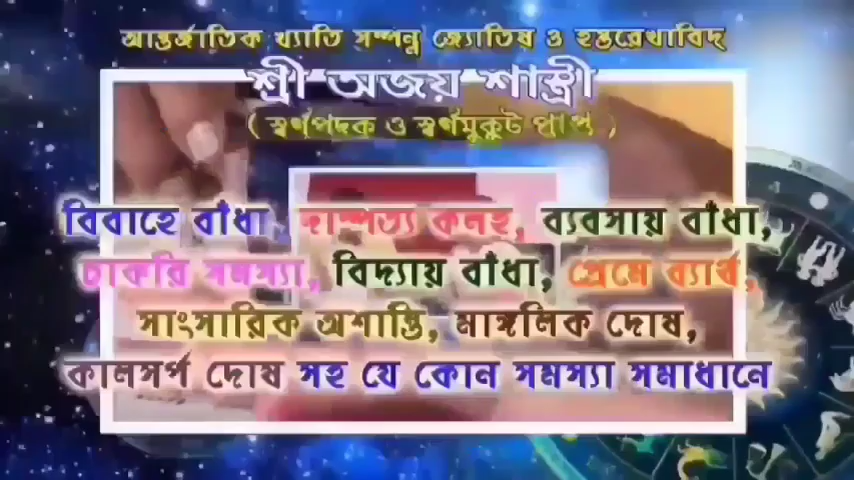 আন্তর্জাতিক খ্যাতি সম্পন্ন জ্যোতিষ ও হস্তরেখাবিদ্
শ্রী অজয় শাস্ত্রী
( স্বর্ণপদক ও স্বর্ণমুকুট প্রাপ্ত )
বিবাহে বাঁধা, দাম্পত্য কলহ, ব্যবসায় বাঁধা,
চাকরি সমস্যা, বিদ্যায় বাঁধা, প্রেমে ব্যার্থ,
সাংসারিক অশান্তি, মাঙ্গলিক দোষ,
কালসর্প দোষ সহ যে কোন সমস্যা সমাধানে